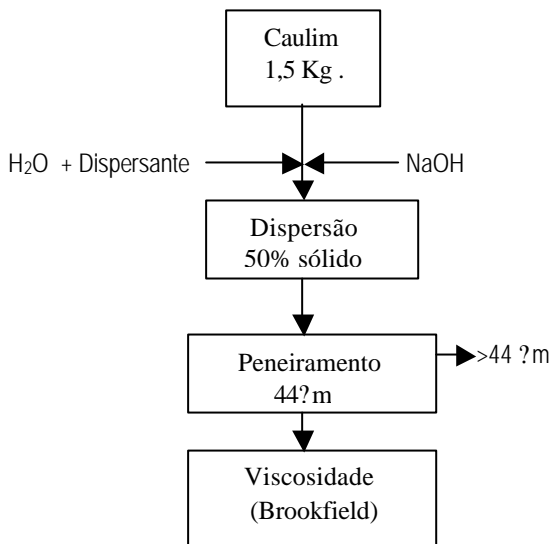 Caulim
1,5 Kg .
H₂O + Dispersante
NaOH
Dispersão
50% sólido
Peneiramento
44?m
>44 ?m
Viscosidade
(Brookfield)